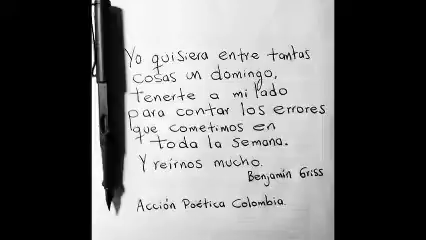 Yo quisiera entre tantas
cosas un domingo,
tenerte a mi lado
para contar los errores
que cometimos en
toda la semana.
Y reírnos mucho.
Benjamín Griss
Acción Poética Colombia.